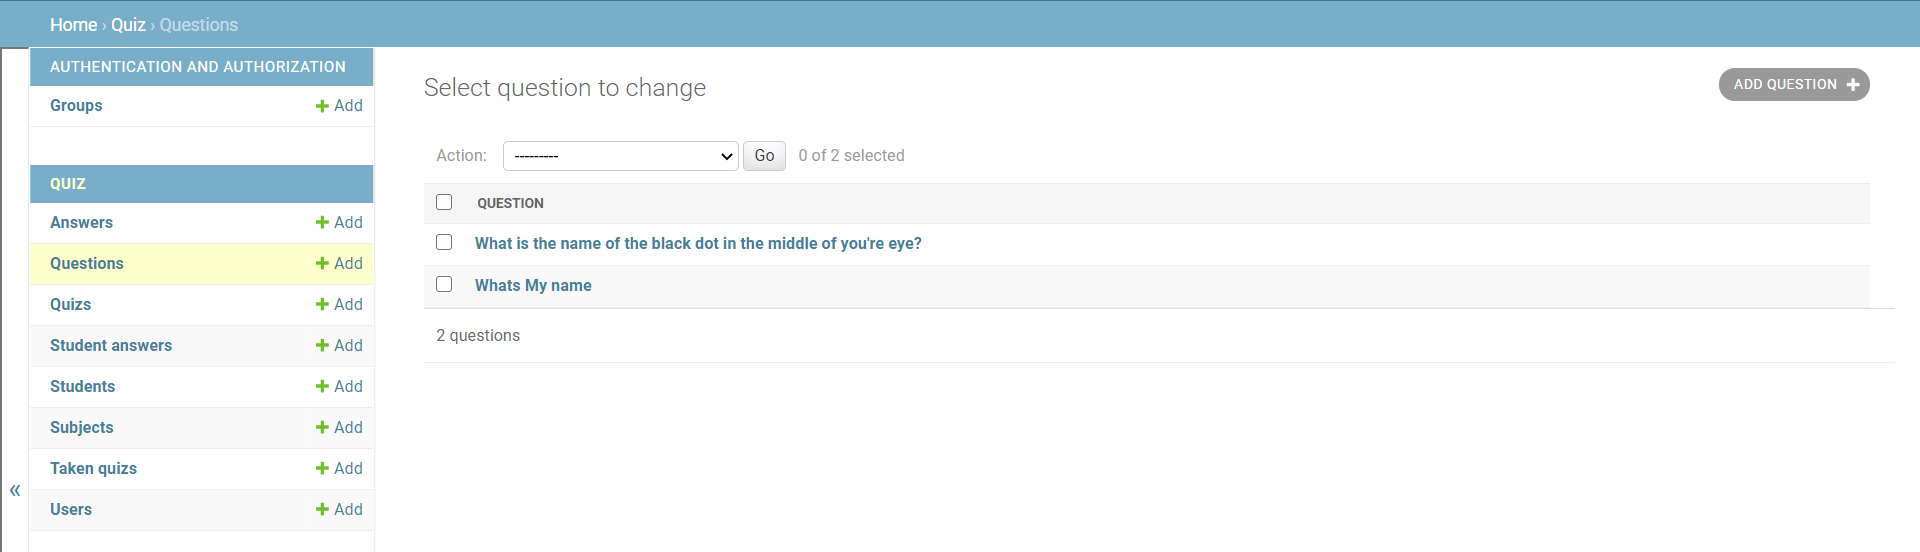 Home › Quiz › Questions
AUTHENTICATION AND AUTHORIZATION
Groups + Add
QUIZ
Answers + Add
Questions + Add
Quizs + Add
Student answers + Add
Students + Add
Subjects + Add
Taken quizs + Add
Users + Add
«
Select question to change
ADD QUESTION +
Action: --------- Go 0 of 2 selected
QUESTION
What is the name of the black dot in the middle of you're eye?
Whats My name
2 questions